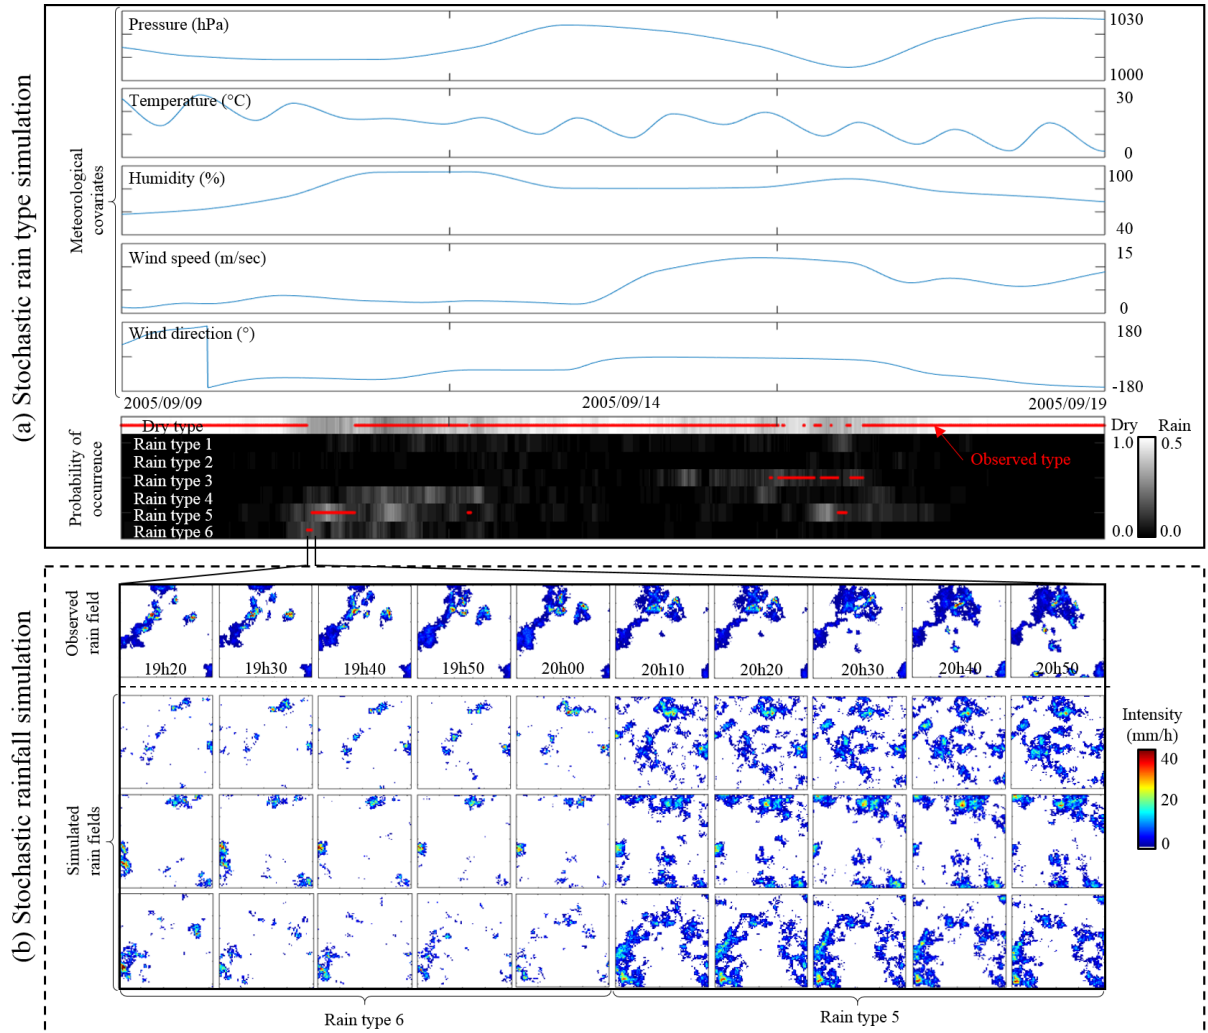 (a) Stochastic rain type simulation
Meteorological
covariates
Pressure (hPa)
1030
1000
Temperature (°C)
30
0
Humidity (%)
100
40
Wind speed (m/sec)
15
0
Wind direction (°)
180
-180
2005/09/09
2005/09/14
2005/09/19
Probability of
occurrence
Dry type
Rain type 1
Rain type 2
Rain type 3
Rain type 4
Rain type 5
Rain type 6
Observed type
Dry Rain
1.0 0.5
0.0 0.0
(b) Stochastic rainfall simulation
Observed
rain field
19h20 19h30 19h40 19h50 20h00 20h10 20h20 20h30 20h40 20h50
Simulated
rain fields
Intensity
(mm/h)
40
20
0
Rain type 6
Rain type 5